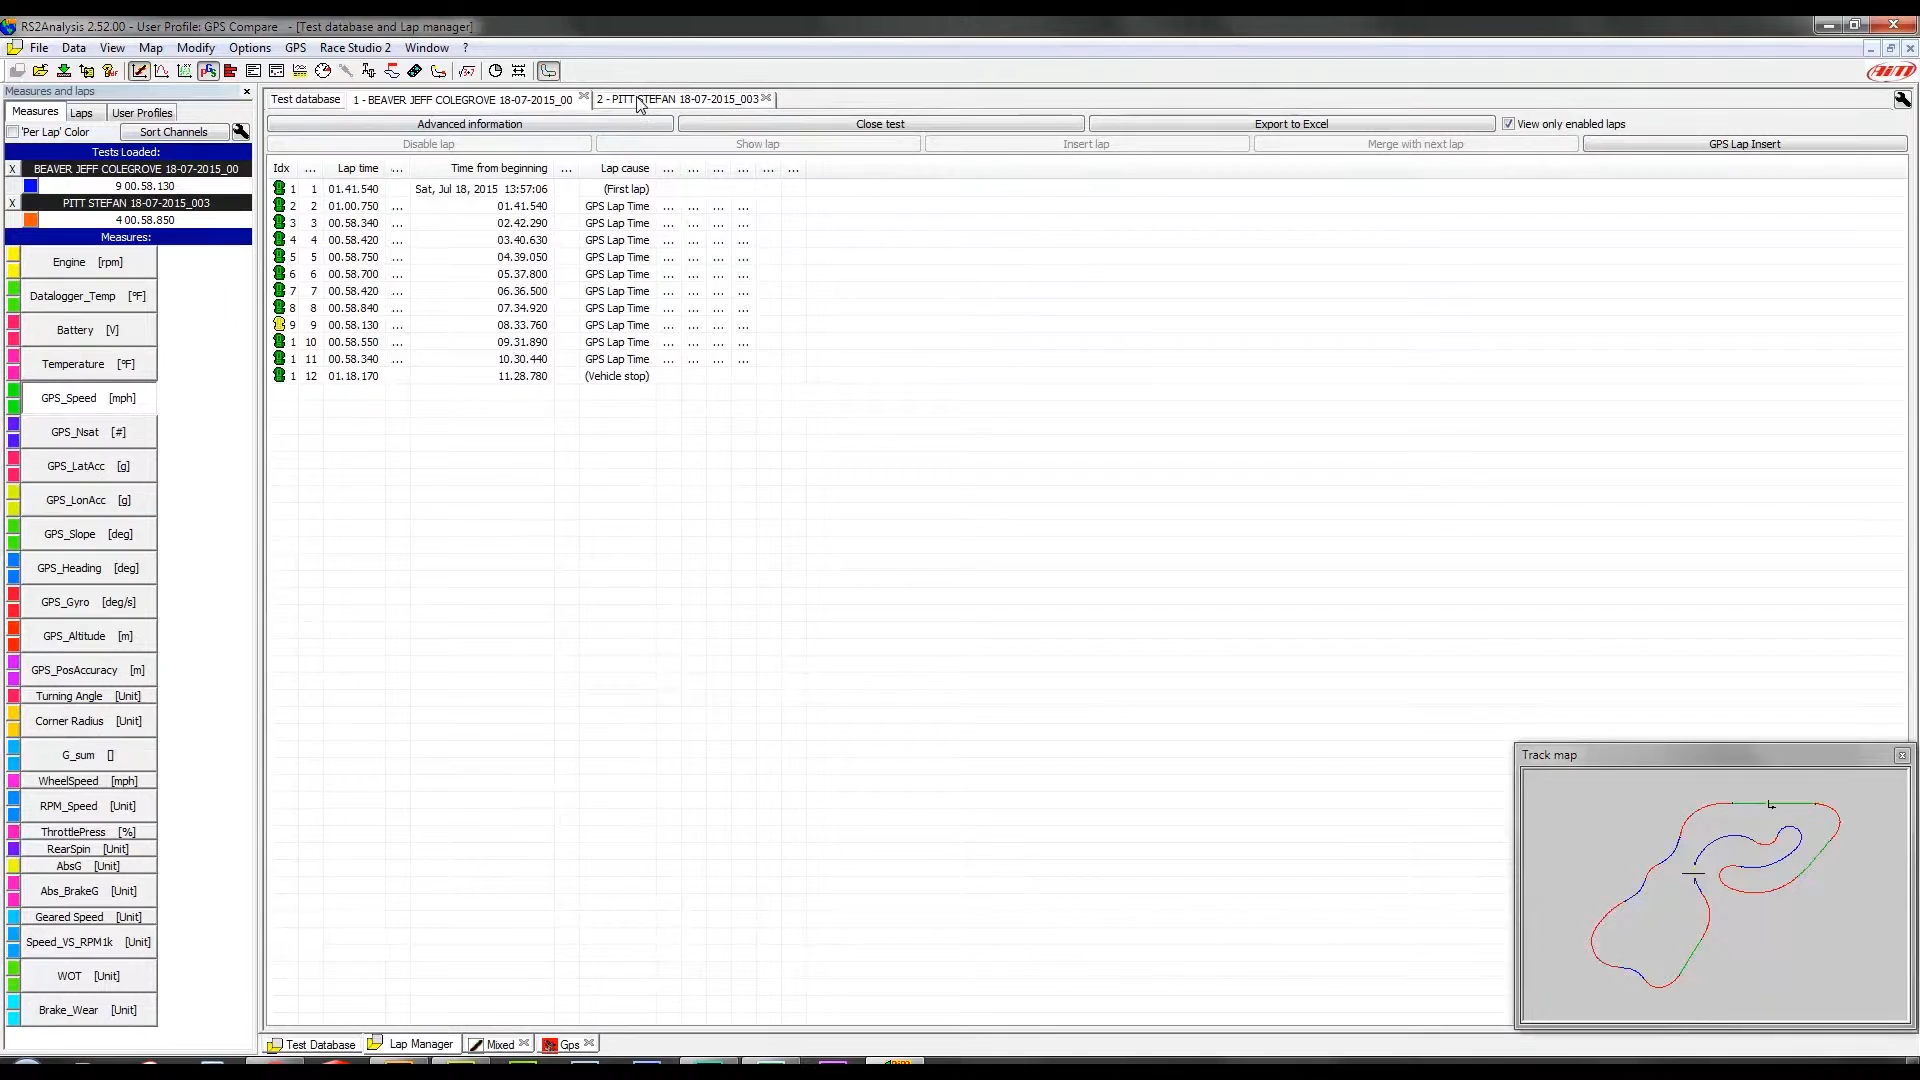 RS2Analysis 2.52.00 - User Profile: GPS Compare - [Test database and Lap manager]
File Data View Map Modify Options GPS Race Studio 2 Window ?
AiM
Measures and laps
Measures Laps User Profiles
'Per Lap' Color Sort Channels
Tests Loaded:
X BEAVER JEFF COLEGROVE 18-07-2015_00
9 00.58.130
X PITT STEFAN 18-07-2015_003
4 00.58.850
Measures:
Engine [rpm]
Datalogger_Temp [°F]
Battery [V]
Temperature [°F]
GPS_Speed [mph]
GPS_Nsat [#]
GPS_LatAcc [g]
GPS_LonAcc [g]
GPS_Slope [deg]
GPS_Heading [deg]
GPS_Gyro [deg/s]
GPS_Altitude [m]
GPS_PosAccuracy [m]
Turning Angle [Unit]
Corner Radius [Unit]
G_sum []
WheelSpeed [mph]
RPM_Speed [Unit]
ThrottlePress [%]
RearSpin [Unit]
AbsG [Unit]
Abs_BrakeG [Unit]
Geared Speed [Unit]
Speed_VS_RPM1k [Unit]
WOT [Unit]
Brake_Wear [Unit]
Test database 1 - BEAVER JEFF COLEGROVE 18-07-2015_00 2 - PITT STEFAN 18-07-2015_003
Advanced information Close test Export to Excel View only enabled laps
Disable lap Show lap Insert lap Merge with next lap GPS Lap Insert
Idx ... Lap time ... Time from beginning ... Lap cause ... ... ... ... ... ...
1 1 01.41.540 Sat, Jul 18, 2015 13:57:06 (First lap)
2 2 01.00.750 ... 01.41.540 GPS Lap Time ... ... ... ...
3 3 00.58.340 ... 02.42.290 GPS Lap Time ... ... ... ...
4 4 00.58.420 ... 03.40.630 GPS Lap Time ... ... ... ...
5 5 00.58.750 ... 04.39.050 GPS Lap Time ... ... ... ...
6 6 00.58.700 ... 05.37.800 GPS Lap Time ... ... ... ...
7 7 00.58.420 ... 06.36.500 GPS Lap Time ... ... ... ...
8 8 00.58.840 ... 07.34.920 GPS Lap Time ... ... ... ...
9 9 00.58.130 ... 08.33.760 GPS Lap Time ... ... ... ...
1 10 00.58.550 ... 09.31.890 GPS Lap Time ... ... ... ...
1 11 00.58.340 ... 10.30.440 GPS Lap Time ... ... ... ...
1 12 01.18.170 11.28.780 (Vehicle stop)
Track map
Test Database Lap Manager Mixed Gps